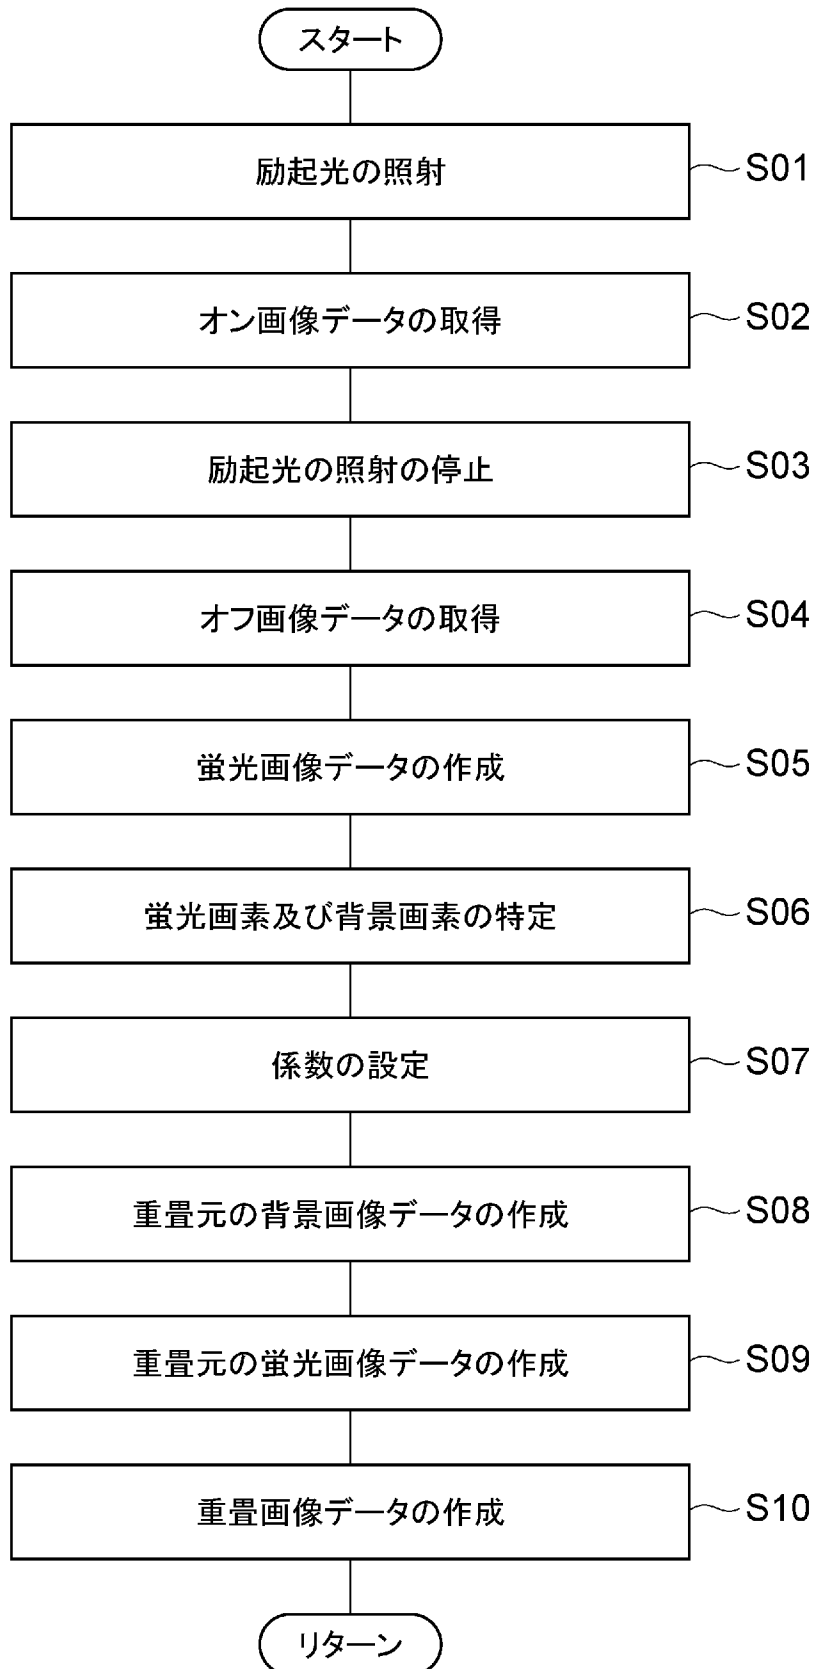 スタート
励起光の照射 S01
オン画像データの取得 S02
励起光の照射の停止 S03
オフ画像データの取得 S04
蛍光画像データの作成 S05
蛍光画素及び背景画素の特定 S06
係数の設定 S07
重畳元の背景画像データの作成 S08
重畳元の蛍光画像データの作成 S09
重畳画像データの作成 S10
リターン